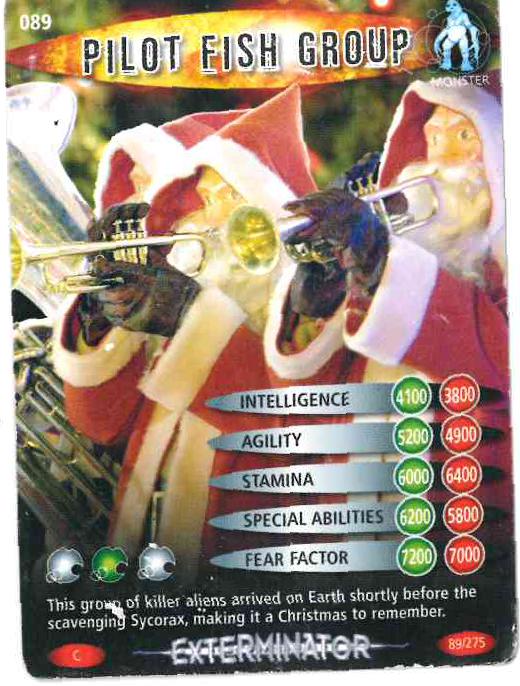 089
PILOT FISH GROUP
MONSTER
INTELLIGENCE 4100 3800
AGILITY 5200 4900
STAMINA 6000 6400
SPECIAL ABILITIES 6200 5800
FEAR FACTOR 7200 7000
This group of killer aliens arrived on Earth shortly before the
scavenging Sycorax, making it a Christmas to remember.
C EXTERMINATOR 89/275